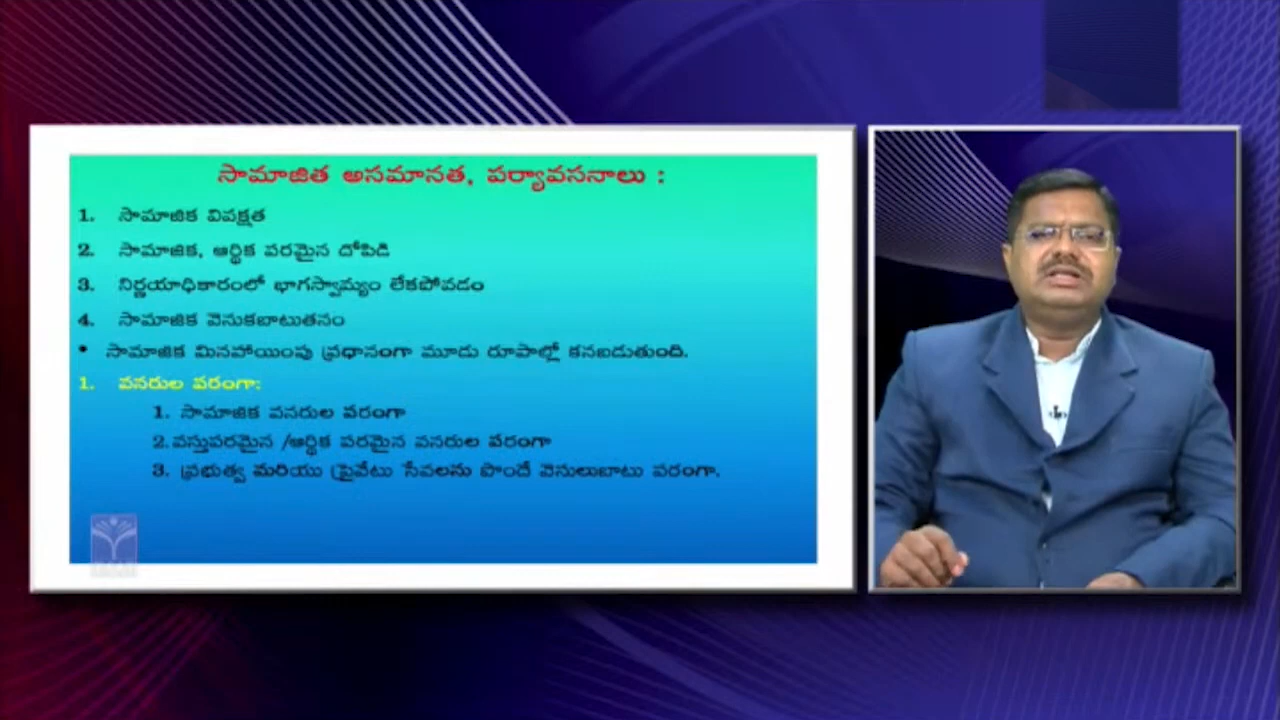 సామాజిత అసమానత, పర్యావసనాలు :
1. సామాజిక వివక్షత
2. సామాజిక, ఆర్థిక పరమైన దోపిడి
3. నిర్ణయాధికారంలో భాగస్వామ్యం లేకపోవడం
4. సామాజిక వెనుకబాటుతనం
• సామాజిక మినహాయింపు ప్రధానంగా మూడు రూపాల్లో కనబడుతుంది.
1. వనరుల పరంగా:
1. సామాజిక వనరుల పరంగా
2. వస్తుపరమైన /ఆర్థిక పరమైన వనరుల పరంగా
3. ప్రభుత్వ మరియు ప్రైవేటు సేవలను పొందే వెసులుబాటు పరంగా.